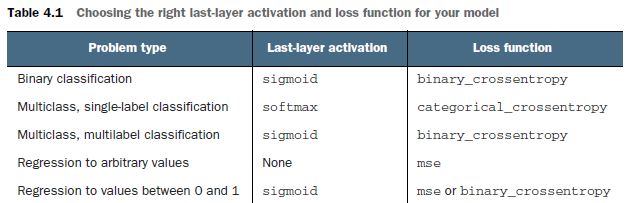 Table 4.1 Choosing the right last-layer activation and loss function for your model
Problem type Last-layer activation Loss function
Binary classification sigmoid binary_crossentropy
Multiclass, single-label classification softmax categorical_crossentropy
Multiclass, multilabel classification sigmoid binary_crossentropy
Regression to arbitrary values None mse
Regression to values between 0 and 1 sigmoid mse or binary_crossentropy